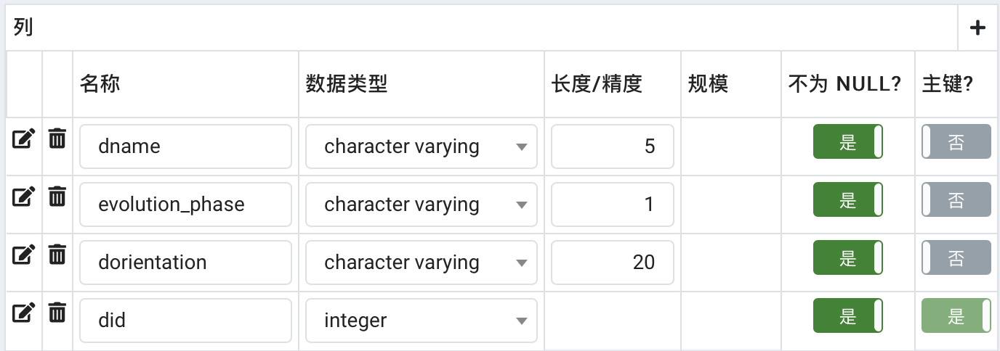 列
名称 数据类型 长度/精度 规模 不为 NULL? 主键?
dname character varying 5 是 否
evolution_phase character varying 1 是 否
dorientation character varying 20 是 否
did integer 是 是